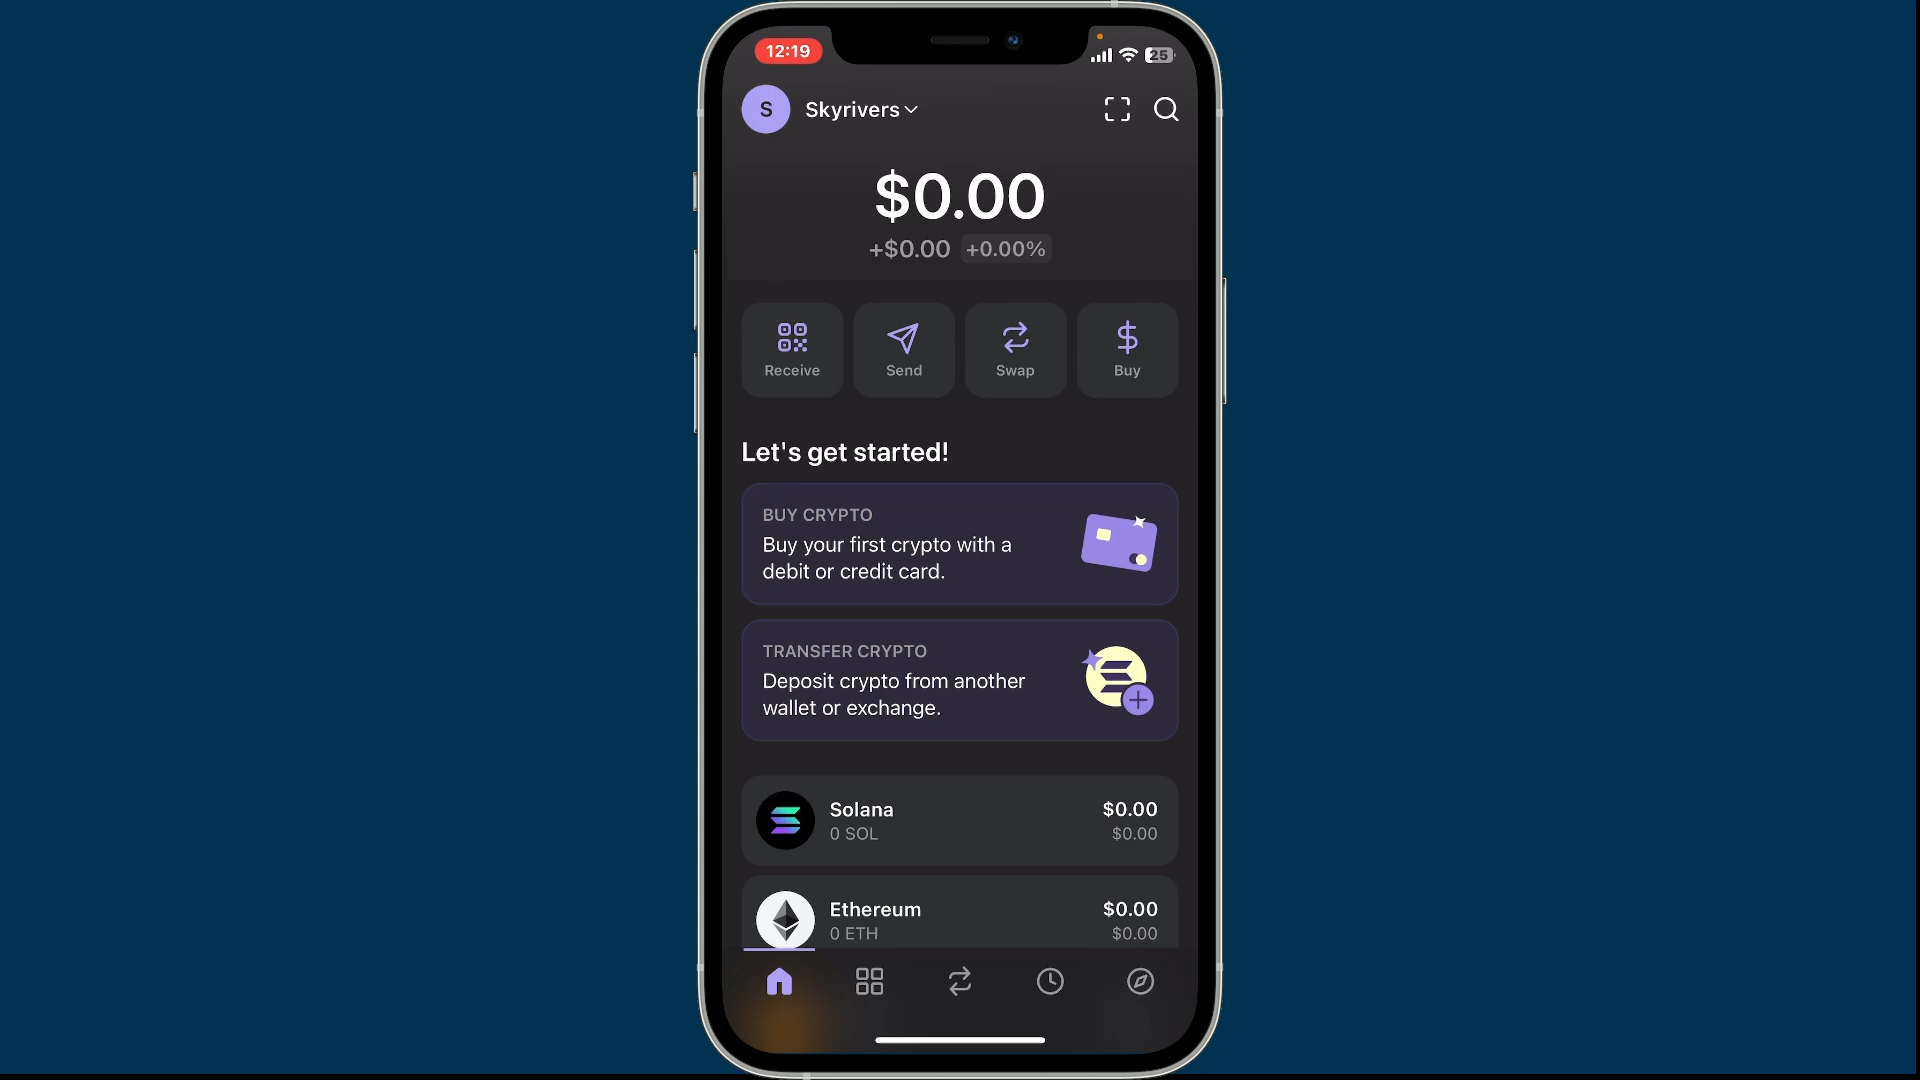 12:19
25
S
Skyrivers
$0.00
+$0.00 +0.00%
Receive
Send
Swap
Buy
Let's get started!
BUY CRYPTO
Buy your first crypto with a
debit or credit card.
TRANSFER CRYPTO
Deposit crypto from another
wallet or exchange.
Solana
$0.00
0 SOL
$0.00
Ethereum
$0.00
0 ETH
$0.00